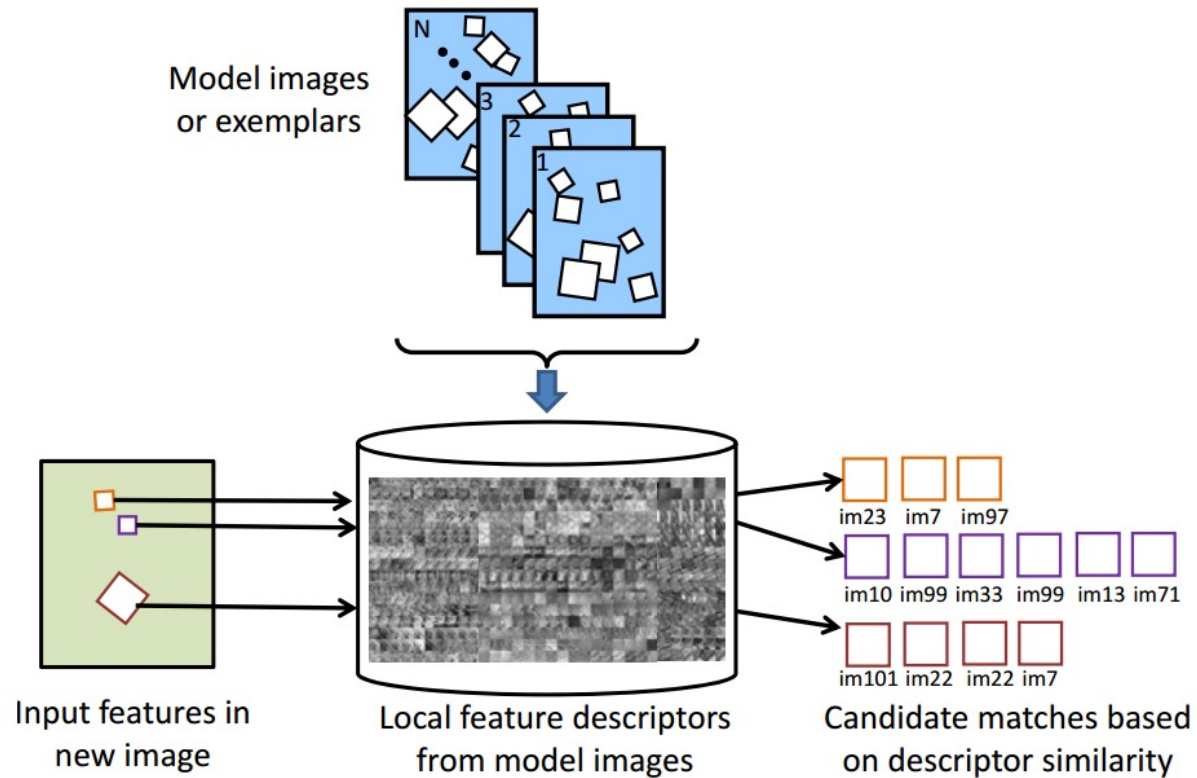 N
Model images
or exemplars
3
2
1
im23 im7 im97
im10 im99 im33 im99 im13 im71
im101 im22 im22 im7
Input features in
new image
Local feature descriptors
from model images
Candidate matches based
on descriptor similarity